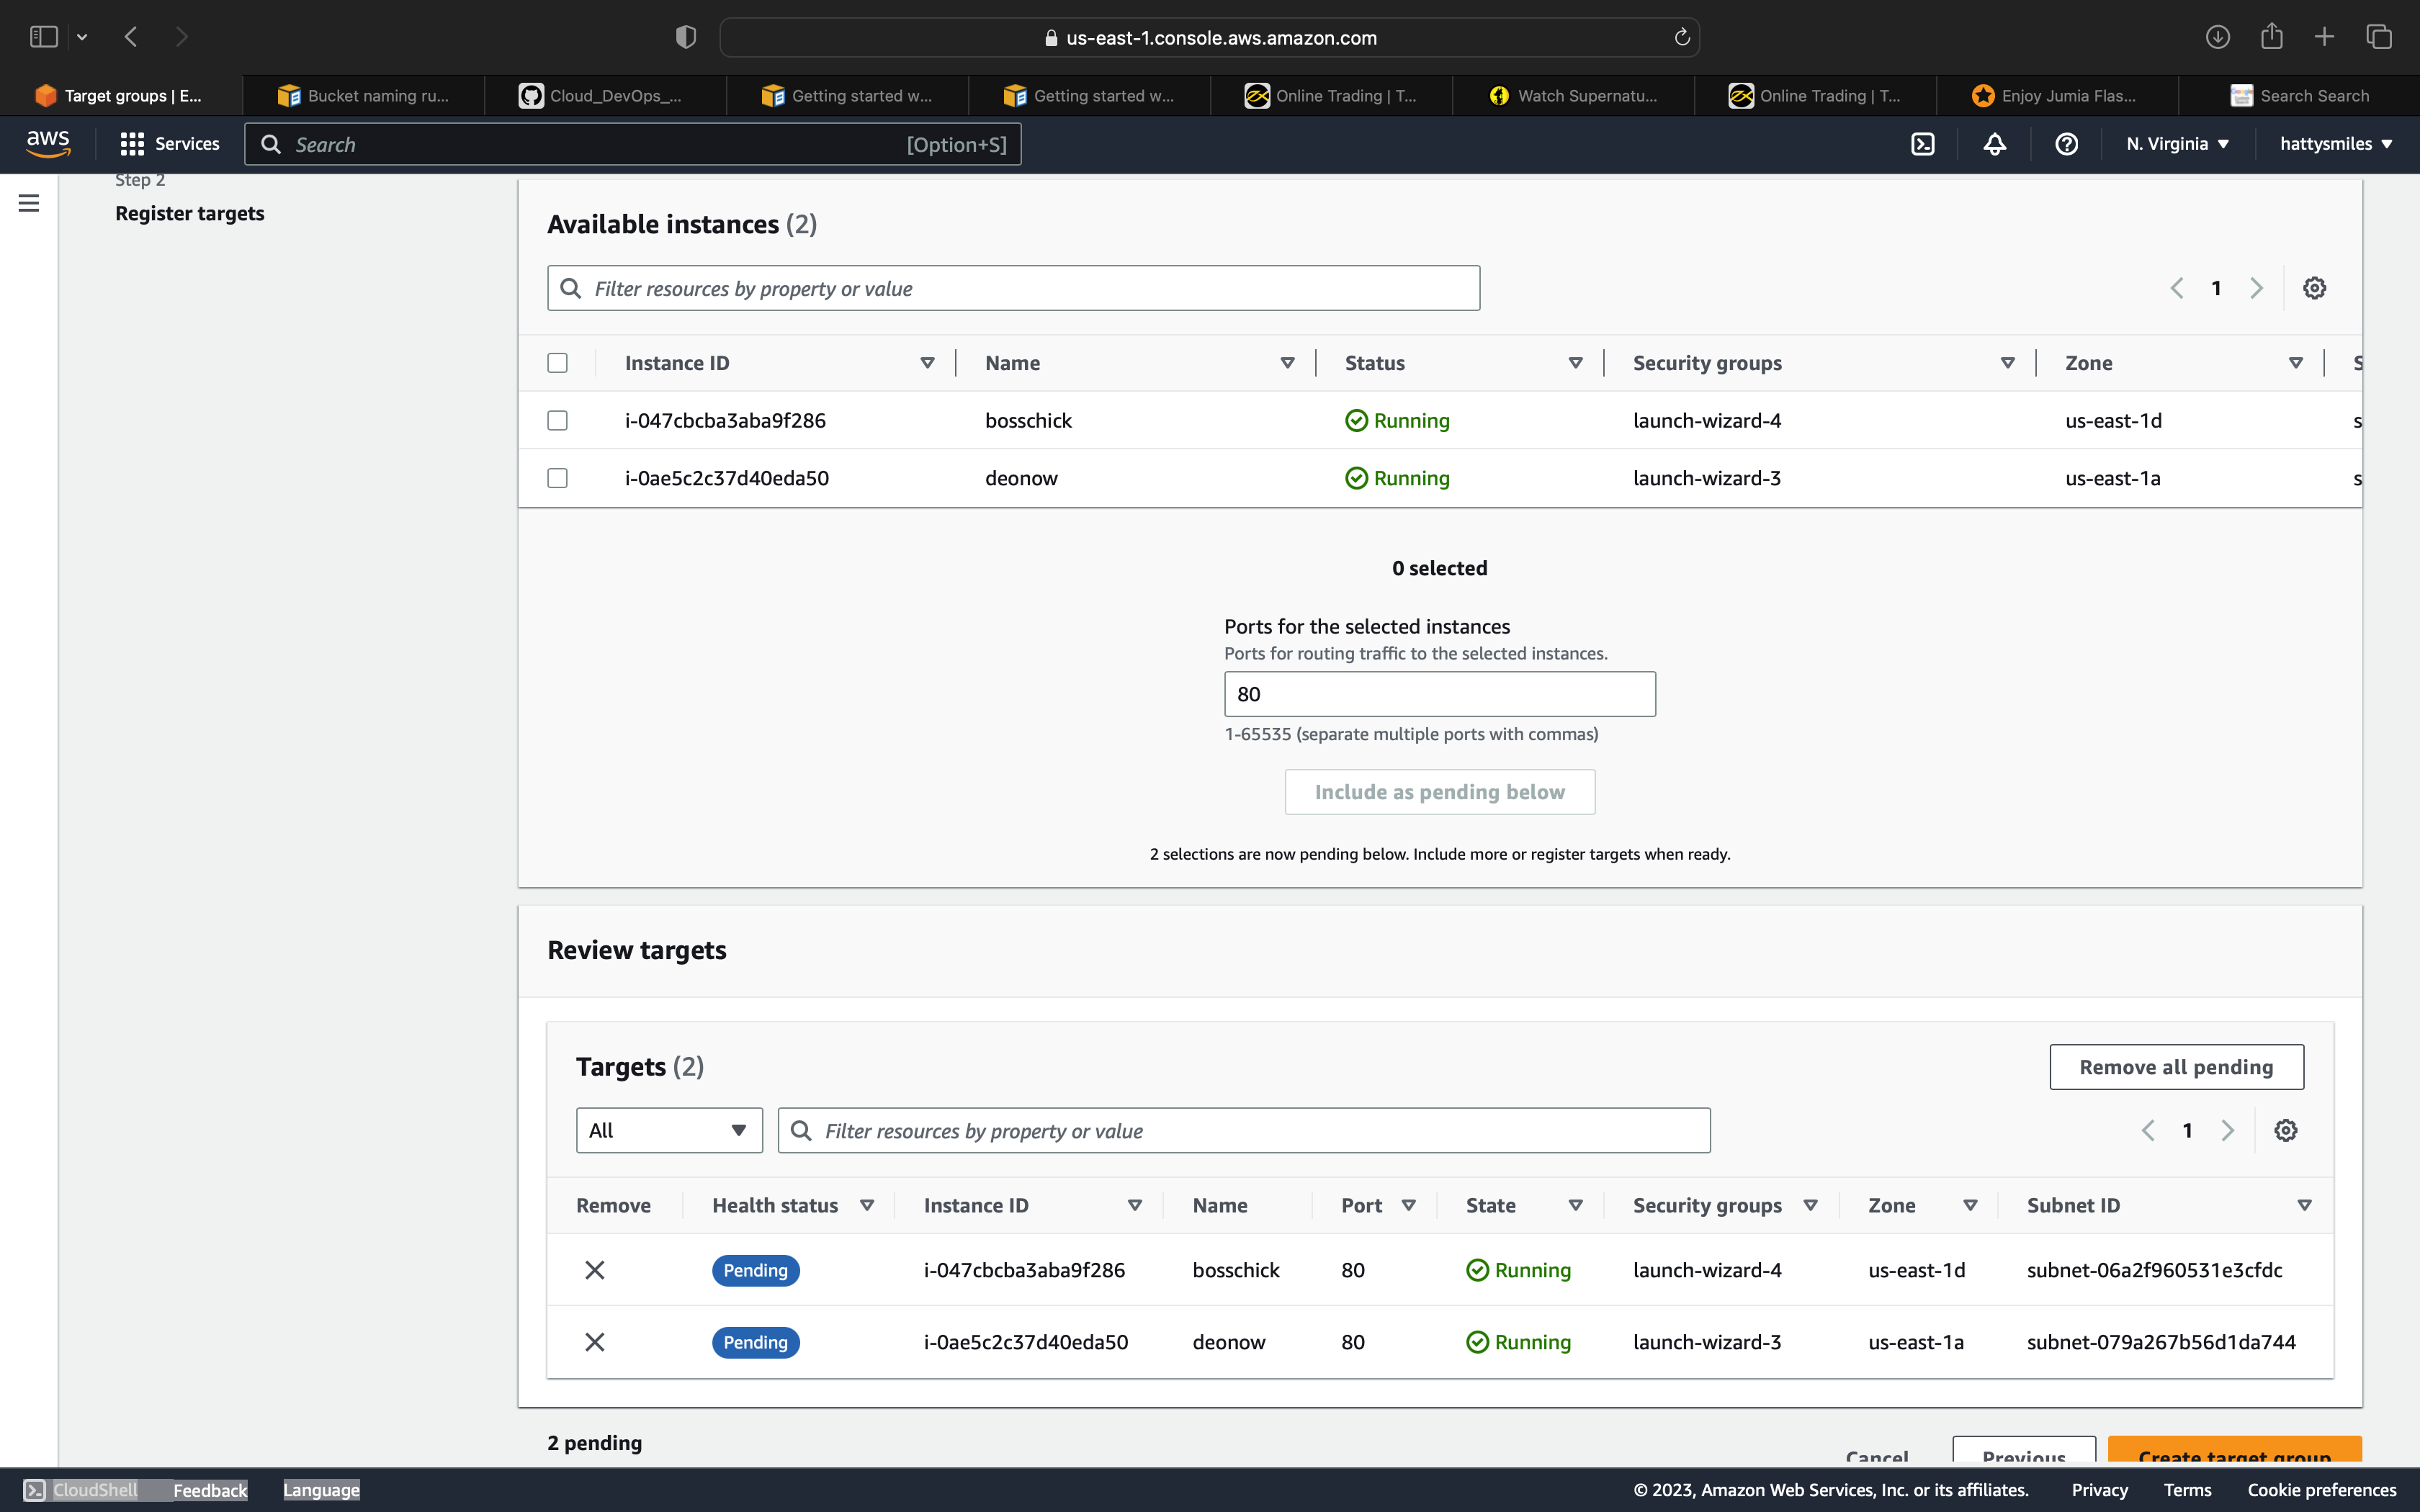 us-east-1.console.aws.amazon.com
Target groups | E...
Bucket naming ru...
Cloud_DevOps_...
Getting started w...
Getting started w...
Online Trading | T...
Watch Supernatu...
Online Trading | T...
Enjoy Jumia Flas...
Search Search
aws
Services
Search
[Option+S]
N. Virginia
hattysmiles
Step 2
Register targets
Available instances (2)
Filter resources by property or value
1
Instance ID Name Status Security groups Zone S
i-047cbcba3aba9f286 bosschick Running launch-wizard-4 us-east-1d s
i-0ae5c2c37d40eda50 deonow Running launch-wizard-3 us-east-1a s
0 selected
Ports for the selected instances
Ports for routing traffic to the selected instances.
80
1-65535 (separate multiple ports with commas)
Include as pending below
2 selections are now pending below. Include more or register targets when ready.
Review targets
Targets (2)
Remove all pending
All
Filter resources by property or value
1
Remove Health status Instance ID Name Port State Security groups Zone Subnet ID
Pending i-047cbcba3aba9f286 bosschick 80 Running launch-wizard-4 us-east-1d subnet-06a2f960531e3cfdc
Pending i-0ae5c2c37d40eda50 deonow 80 Running launch-wizard-3 us-east-1a subnet-079a267b56d1da744
2 pending
Cancel
Previous
Create target group
CloudShell
Feedback
Language
© 2023, Amazon Web Services, Inc. or its affiliates.
Privacy
Terms
Cookie preferences